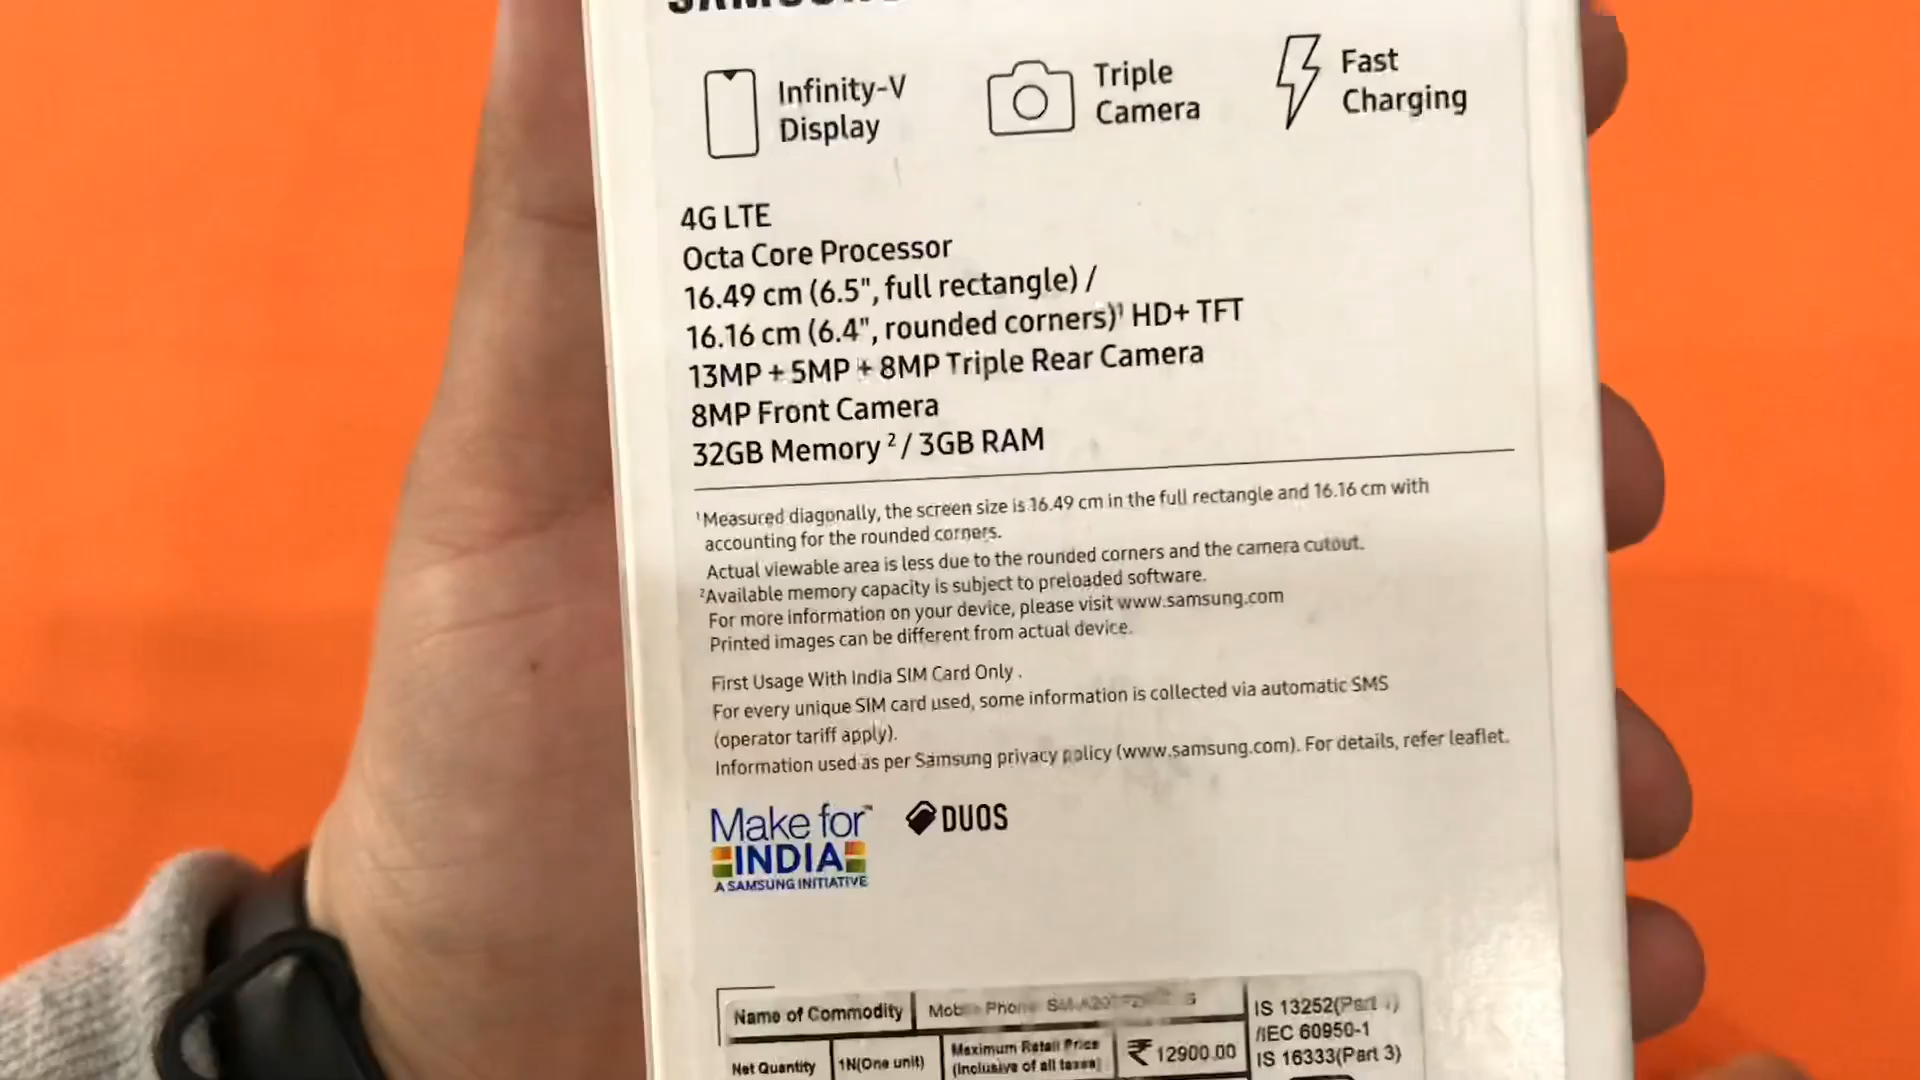 SAMSUNG
Infinity-V
Display
Triple
Camera
Fast
Charging
4G LTE
Octa Core Processor
16.49 cm (6.5", full rectangle) /
16.16 cm (6.4", rounded corners)¹ HD+ TFT
13MP + 5MP + 8MP Triple Rear Camera
8MP Front Camera
32GB Memory ² / 3GB RAM
¹Measured diagonally, the screen size is 16.49 cm in the full rectangle and 16.16 cm with
accounting for the rounded corners.
Actual viewable area is less due to the rounded corners and the camera cutout.
²Available memory capacity is subject to preloaded software.
For more information on your device, please visit www.samsung.com
Printed images can be different from actual device.
First Usage With India SIM Card Only .
For every unique SIM card used, some information is collected via automatic SMS
(operator tariff apply).
Information used as per Samsung privacy policy (www.samsung.com). For details, refer leaflet.
Make for™
INDIA
A SAMSUNG INITIATIVE
DUOS
Name of Commodity
Mobile Phone
IS 13252(Part 1)
/IEC 60950-1
IS 16333(Part 3)
Net Quantity
1N(One unit)
Maximum Retail Price
(Inclusive of all taxes)
₹ 12900.00